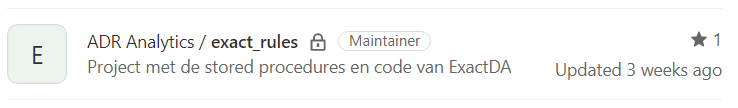 E
ADR Analytics / exact_rules Maintainer
Project met de stored procedures en code van ExactDA
1
Updated 3 weeks ago